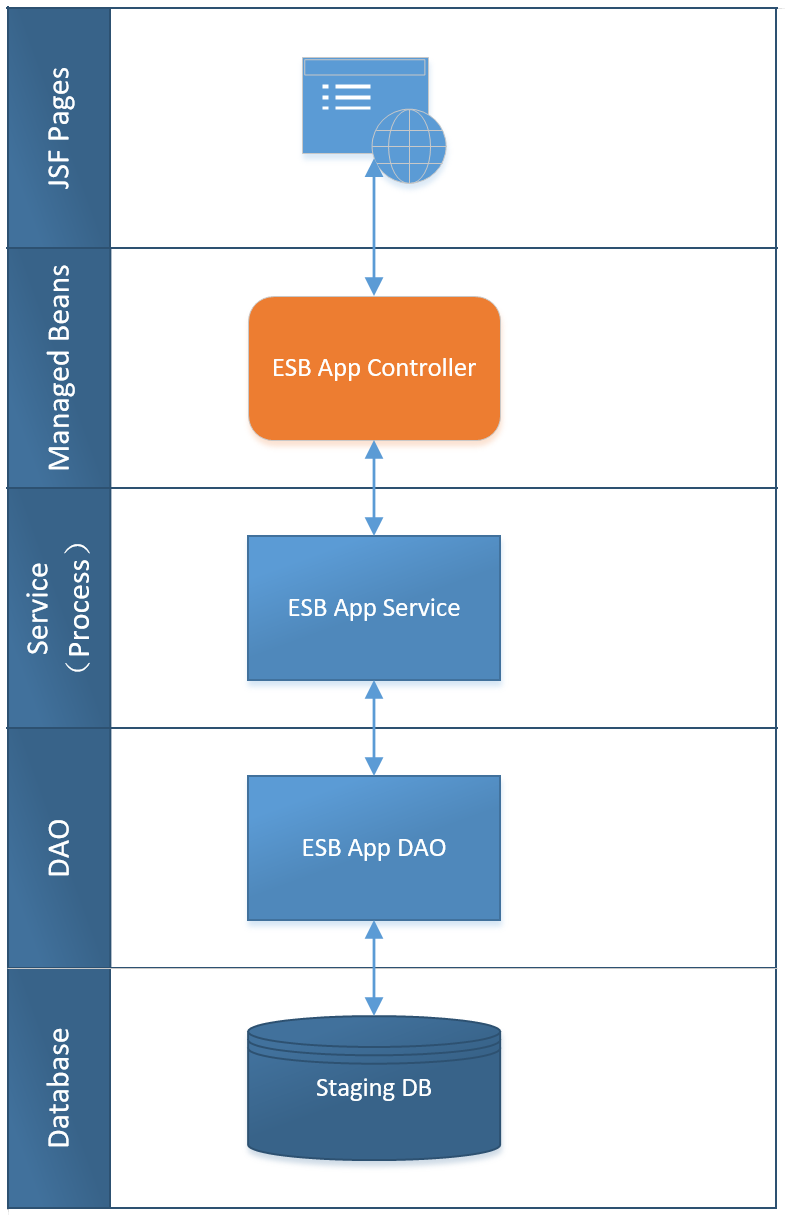 JSF Pages
Managed Beans
ESB App Controller
Service
（Process）
ESB App Service
DAO
ESB App DAO
Database
Staging DB